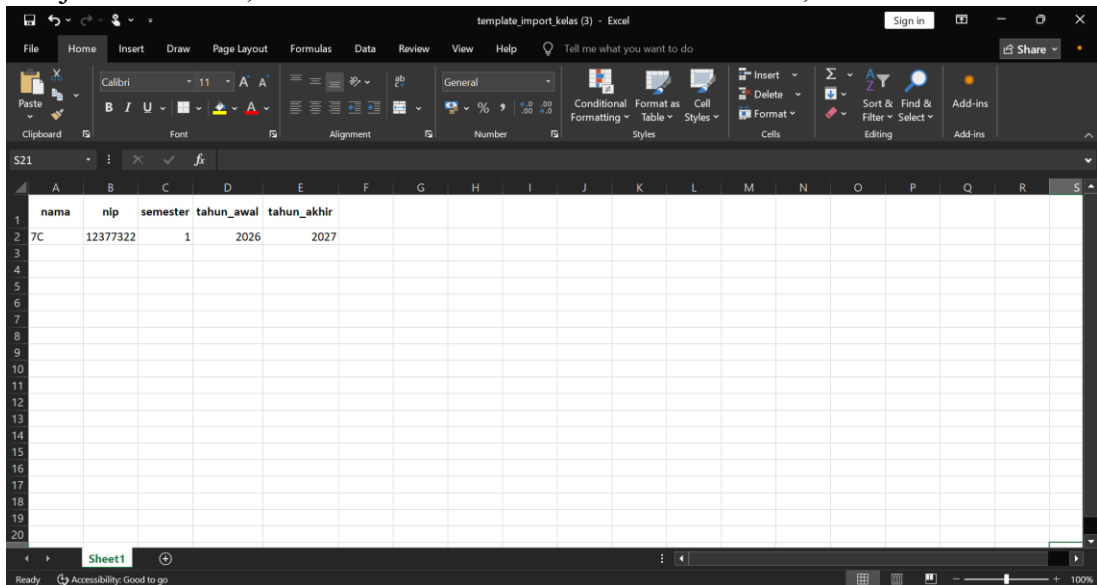 template_import_kelas (3) - Excel
Sign in
File Home Insert Draw Page Layout Formulas Data Review View Help Tell me what you want to do Share
Paste
Clipboard
Calibri 11 A A
B I U A
Font
ab
Alignment
General
% , .00 .0
Number
Conditional Formatting
Format as Table
Cell Styles
Styles
Insert
Delete
Format
Cells
Sort & Filter
Find & Select
Editing
Add-ins
Add-ins
S21 fx
A B C D E F G H I J K L M N O P Q R S
1 nama nip semester tahun_awal tahun_akhir
2 7C 12377322 1 2026 2027
3
4
5
6
7
8
9
10
11
12
13
14
15
16
17
18
19
20
Sheet1
Ready Accessibility: Good to go 100%